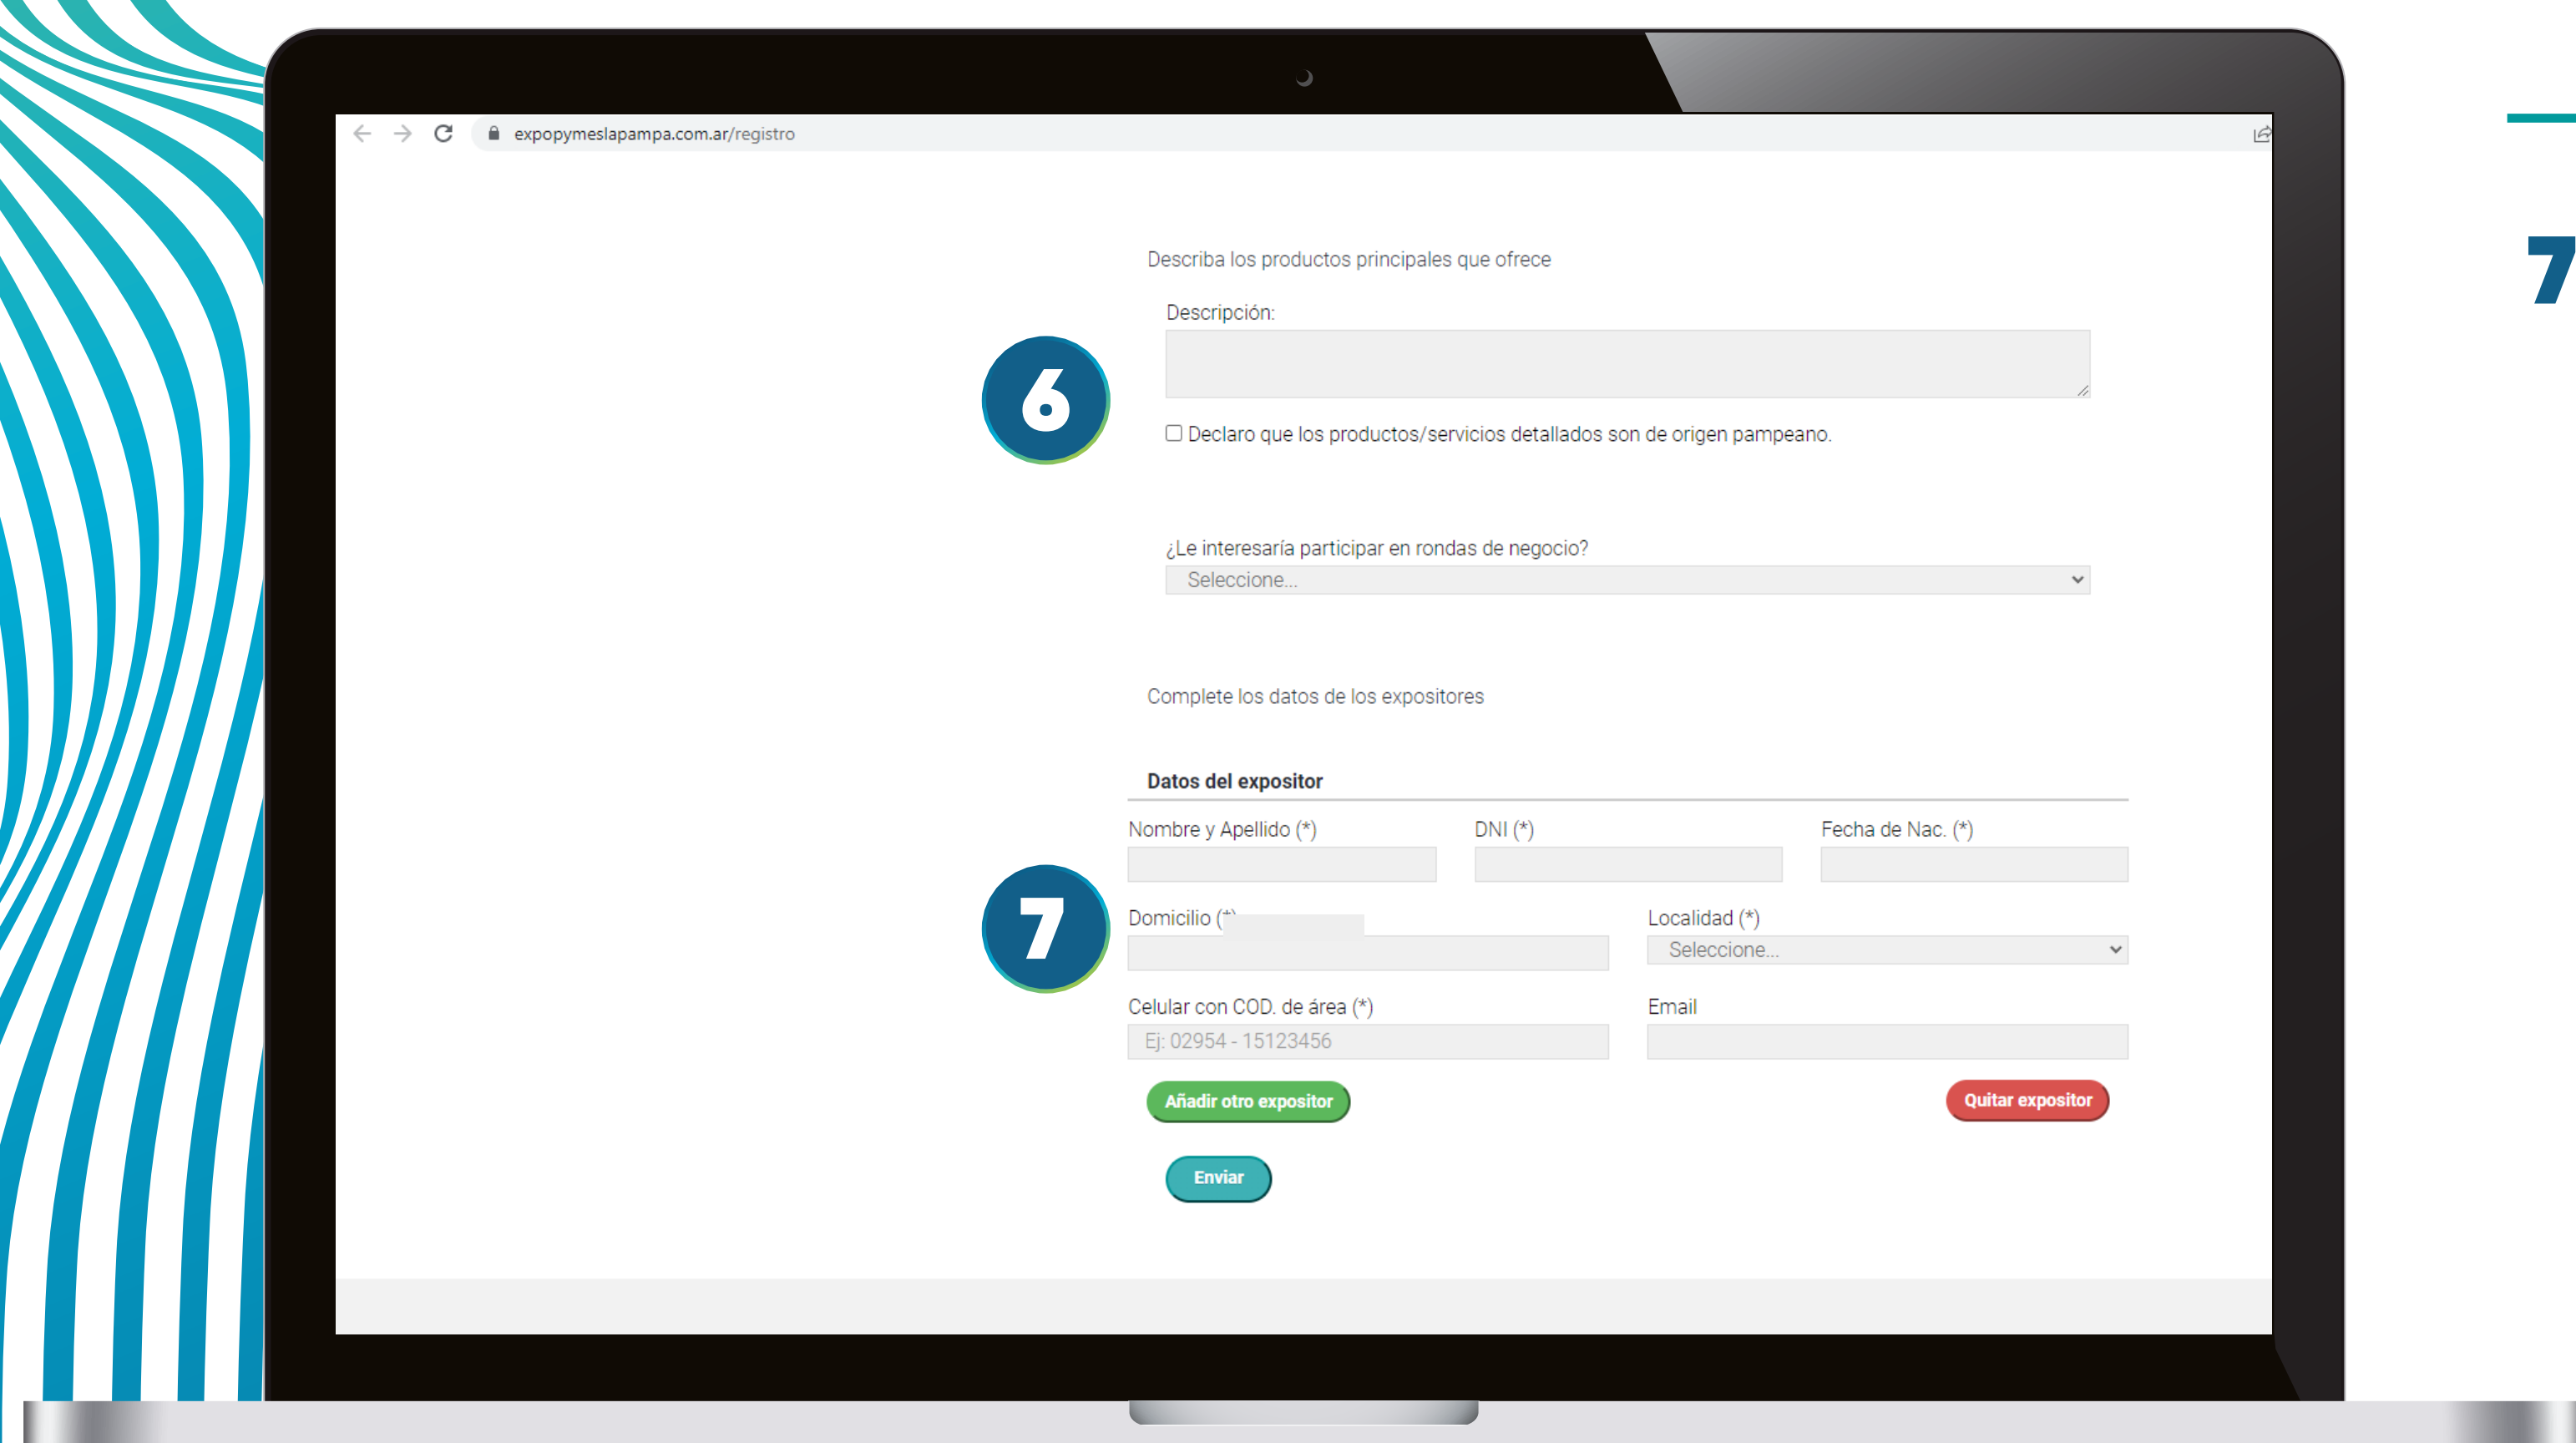 expopymeslapampa.com.ar/registro
Describa los productos principales que ofrece
Descripción:
6
Declaro que los productos/servicios detallados son de origen pampeano.
¿Le interesaría participar en rondas de negocio?
Seleccione...
Complete los datos de los expositores
Datos del expositor
Nombre y Apellido (*) DNI (*) Fecha de Nac. (*)
7
Domicilio (*) Localidad (*)
Seleccione...
Celular con COD. de área (*) Email
Ej: 02954 - 15123456
Añadir otro expositor Quitar expositor
Enviar
7